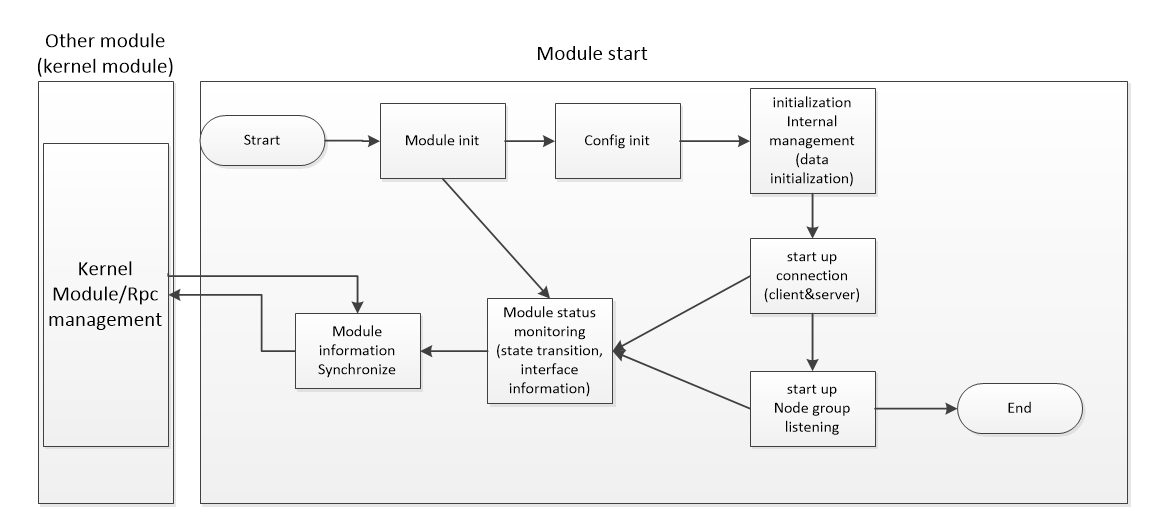 Other module
(kernel module)
Module start
Strart
Module init
Config init
initialization
Internal
management
(data
initialization)
Kernel
Module/Rpc
management
start up
connection
(client&server)
Module status
monitoring
(state transition,
interface
information)
Module
information
Synchronize
start up
Node group
listening
End